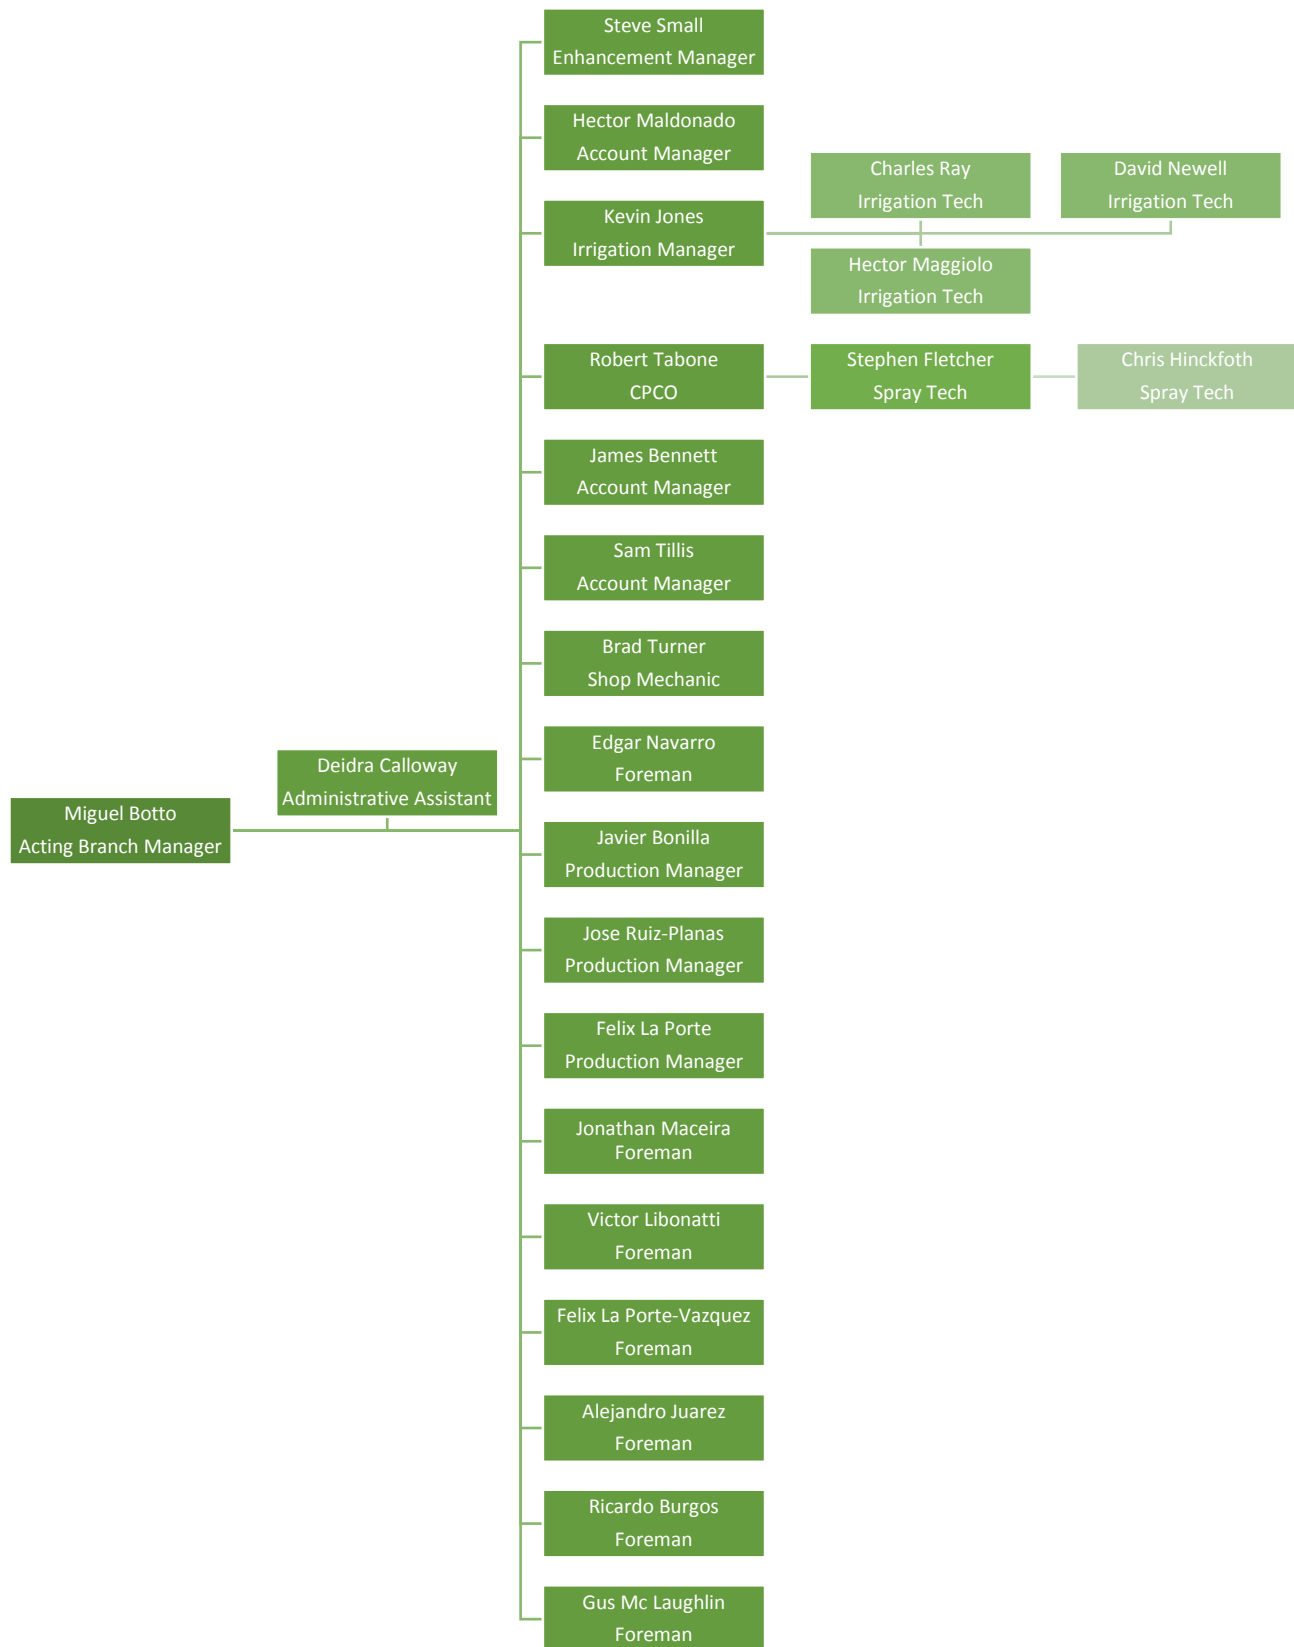 Steve Small
Enhancement Manager
Hector Maldonado
Account Manager
Charles Ray
Irrigation Tech
David Newell
Irrigation Tech
Kevin Jones
Irrigation Manager
Hector Maggiolo
Irrigation Tech
Robert Tabone
CPCO
Stephen Fletcher
Spray Tech
Chris Hinckfoth
Spray Tech
James Bennett
Account Manager
Sam Tillis
Account Manager
Brad Turner
Shop Mechanic
Edgar Navarro
Foreman
Deidra Calloway
Administrative Assistant
Miguel Botto
Acting Branch Manager
Javier Bonilla
Production Manager
Jose Ruiz-Planas
Production Manager
Felix La Porte
Production Manager
Jonathan Maceira
Foreman
Victor Libonatti
Foreman
Felix La Porte-Vazquez
Foreman
Alejandro Juarez
Foreman
Ricardo Burgos
Foreman
Gus Mc Laughlin
Foreman